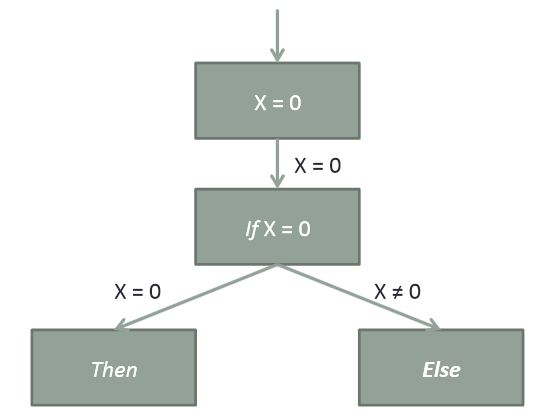 X = 0
X = 0
If X = 0
X = 0
X ≠ 0
Then
Else